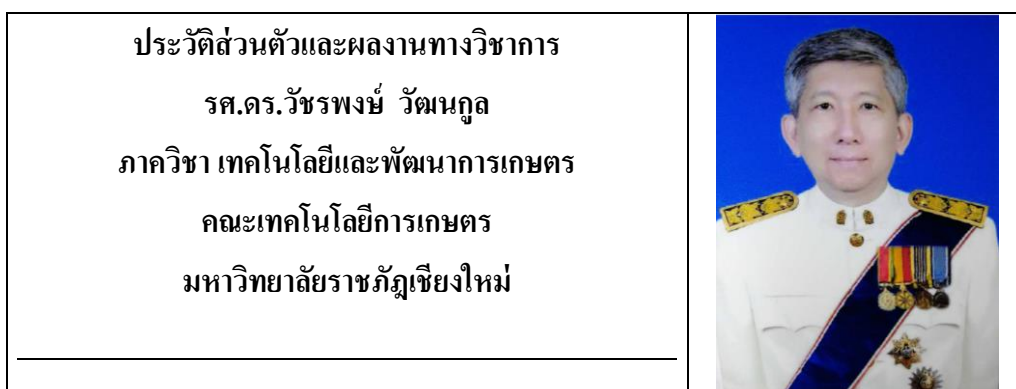 ประวัติส่วนตัวและผลงานทางวิชาการ
รศ.ดร.วัชรพงษ์ วัฒนกูล
ภาควิชา เทคโนโลยีและพัฒนาการเกษตร
คณะเทคโนโลยีการเกษตร
มหาวิทยาลัยราชภัฏเชียงใหม่